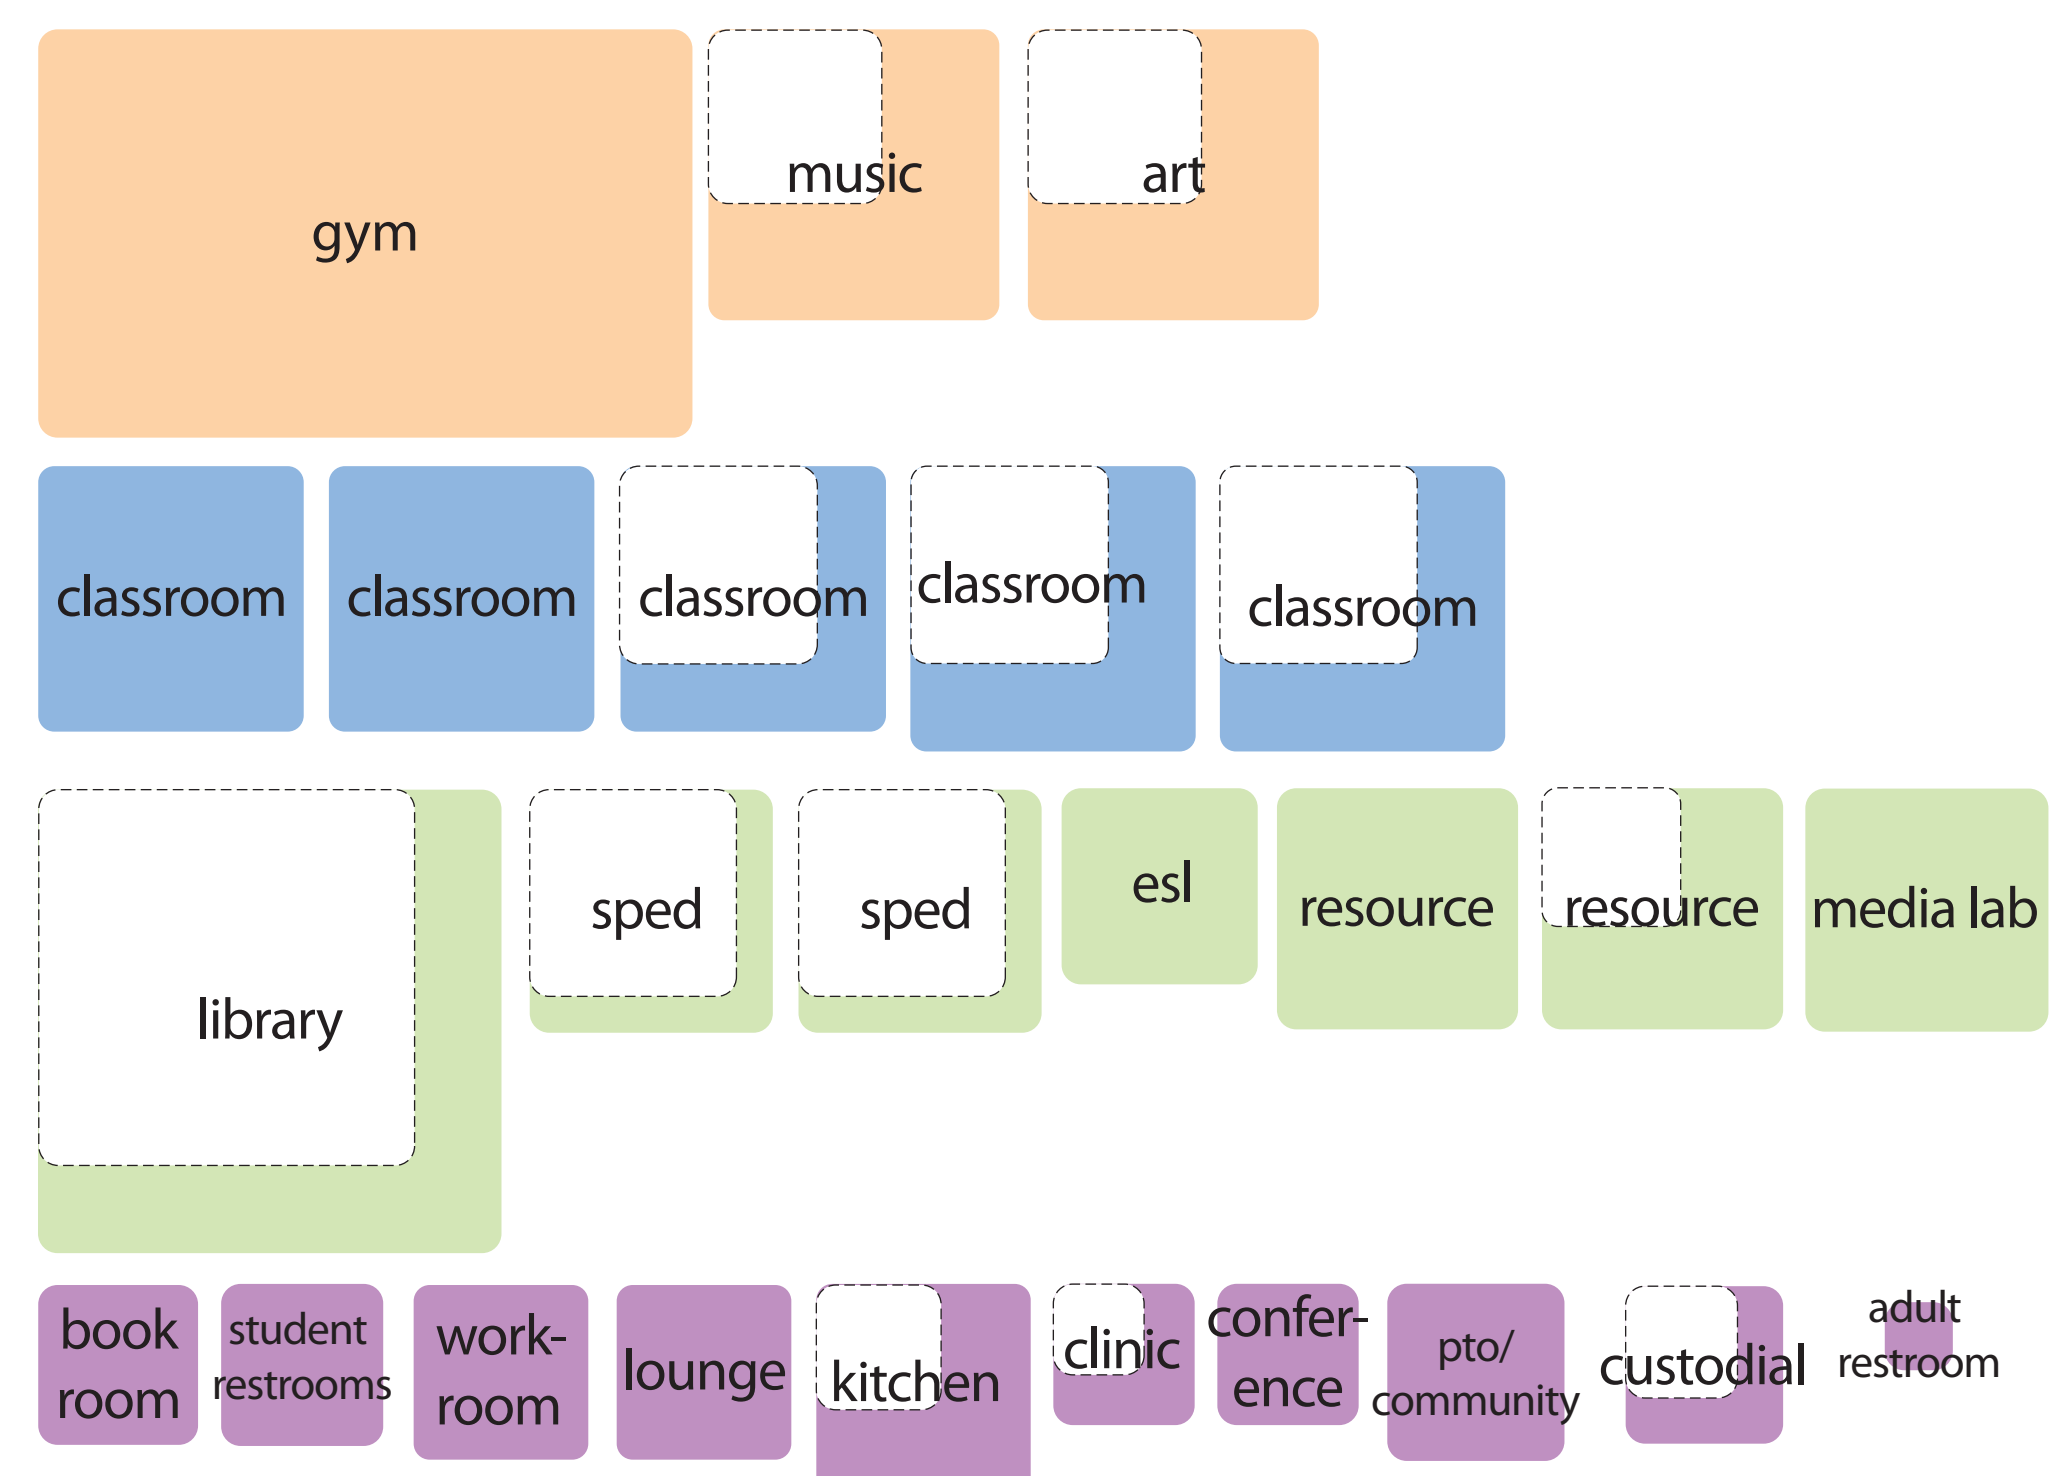 gym
music
art
classroom
classroom
classroom
classroom
classroom
library
sped
sped
esl
resource
resource
media lab
book
room
student
restrooms
work-
room
lounge
kitchen
clinic
confer-
ence
pto/
community
custodial
adult
restroom